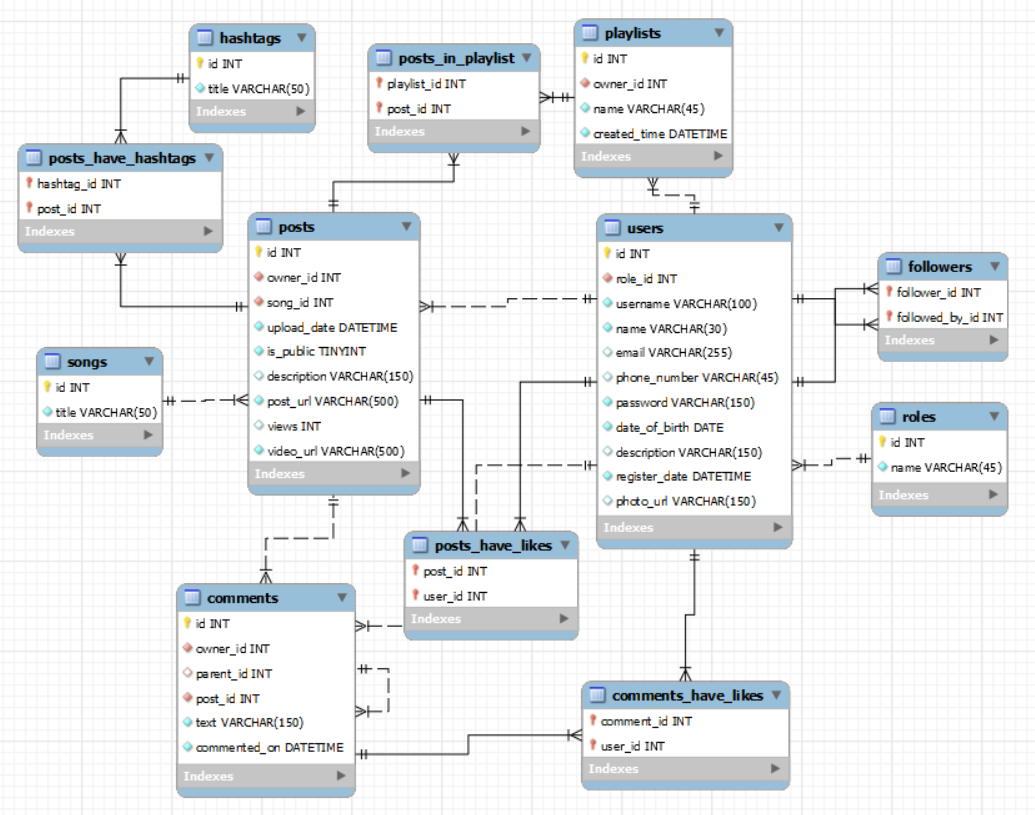 hashtags
id INT
title VARCHAR(50)
Indexes
posts_in_playlist
playlist_id INT
post_id INT
Indexes
playlists
id INT
owner_id INT
name VARCHAR(45)
created_time DATETIME
Indexes
posts_have_hashtags
hashtag_id INT
post_id INT
Indexes
posts
id INT
owner_id INT
song_id INT
upload_date DATETIME
is_public TINYINT
description VARCHAR(150)
post_url VARCHAR(500)
views INT
video_url VARCHAR(500)
Indexes
users
id INT
role_id INT
username VARCHAR(100)
name VARCHAR(30)
email VARCHAR(255)
phone_number VARCHAR(45)
password VARCHAR(150)
date_of_birth DATE
description VARCHAR(150)
register_date DATETIME
photo_url VARCHAR(150)
Indexes
followers
follower_id INT
followed_by_id INT
Indexes
songs
id INT
title VARCHAR(50)
Indexes
roles
id INT
name VARCHAR(45)
Indexes
posts_have_likes
post_id INT
user_id INT
Indexes
comments
id INT
owner_id INT
parent_id INT
post_id INT
text VARCHAR(150)
commented_on DATETIME
Indexes
comments_have_likes
comment_id INT
user_id INT
Indexes